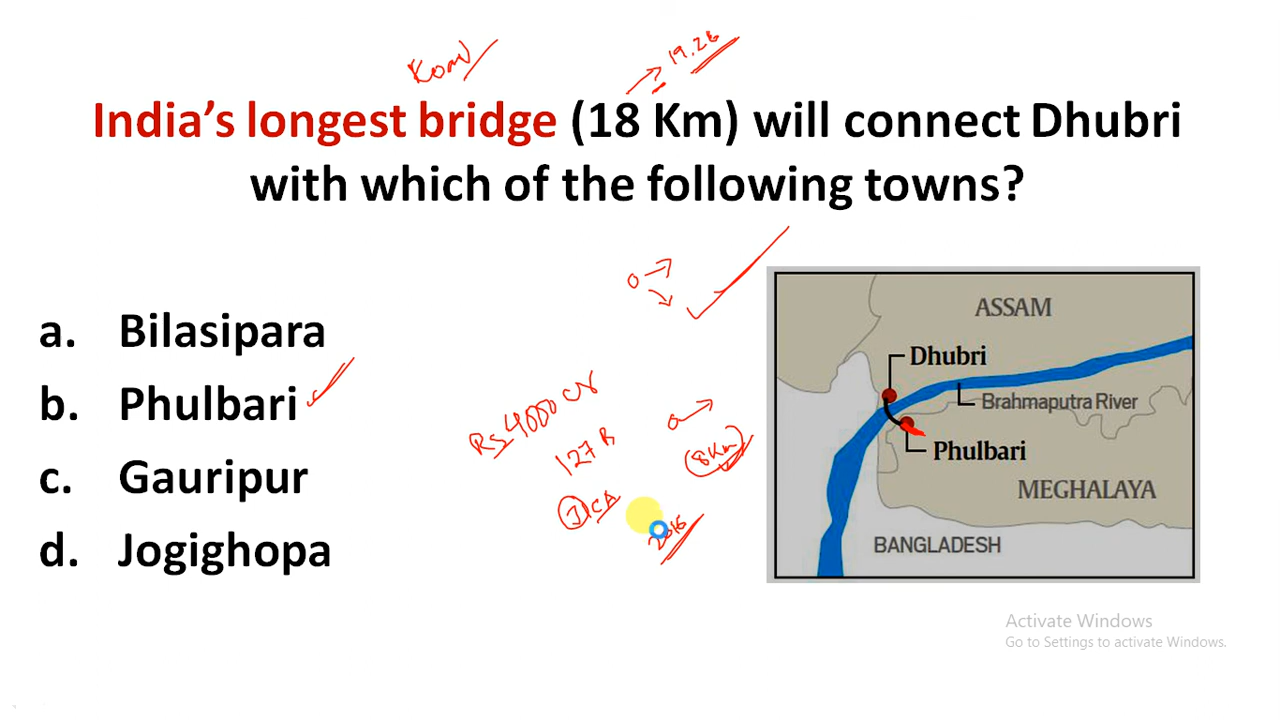 19.28
India's longest bridge (18 Km) will connect Dhubri
with which of the following towns?
a. Bilasipara
b. Phulbari
c. Gauripur
d. Jogighopa
Rs 4000 Cr
127 B
JICA
ASSAM
Dhubri
Brahmaputra River
Phulbari
MEGHALAYA
BANGLADESH
Activate Windows
Go to Settings to activate Windows.